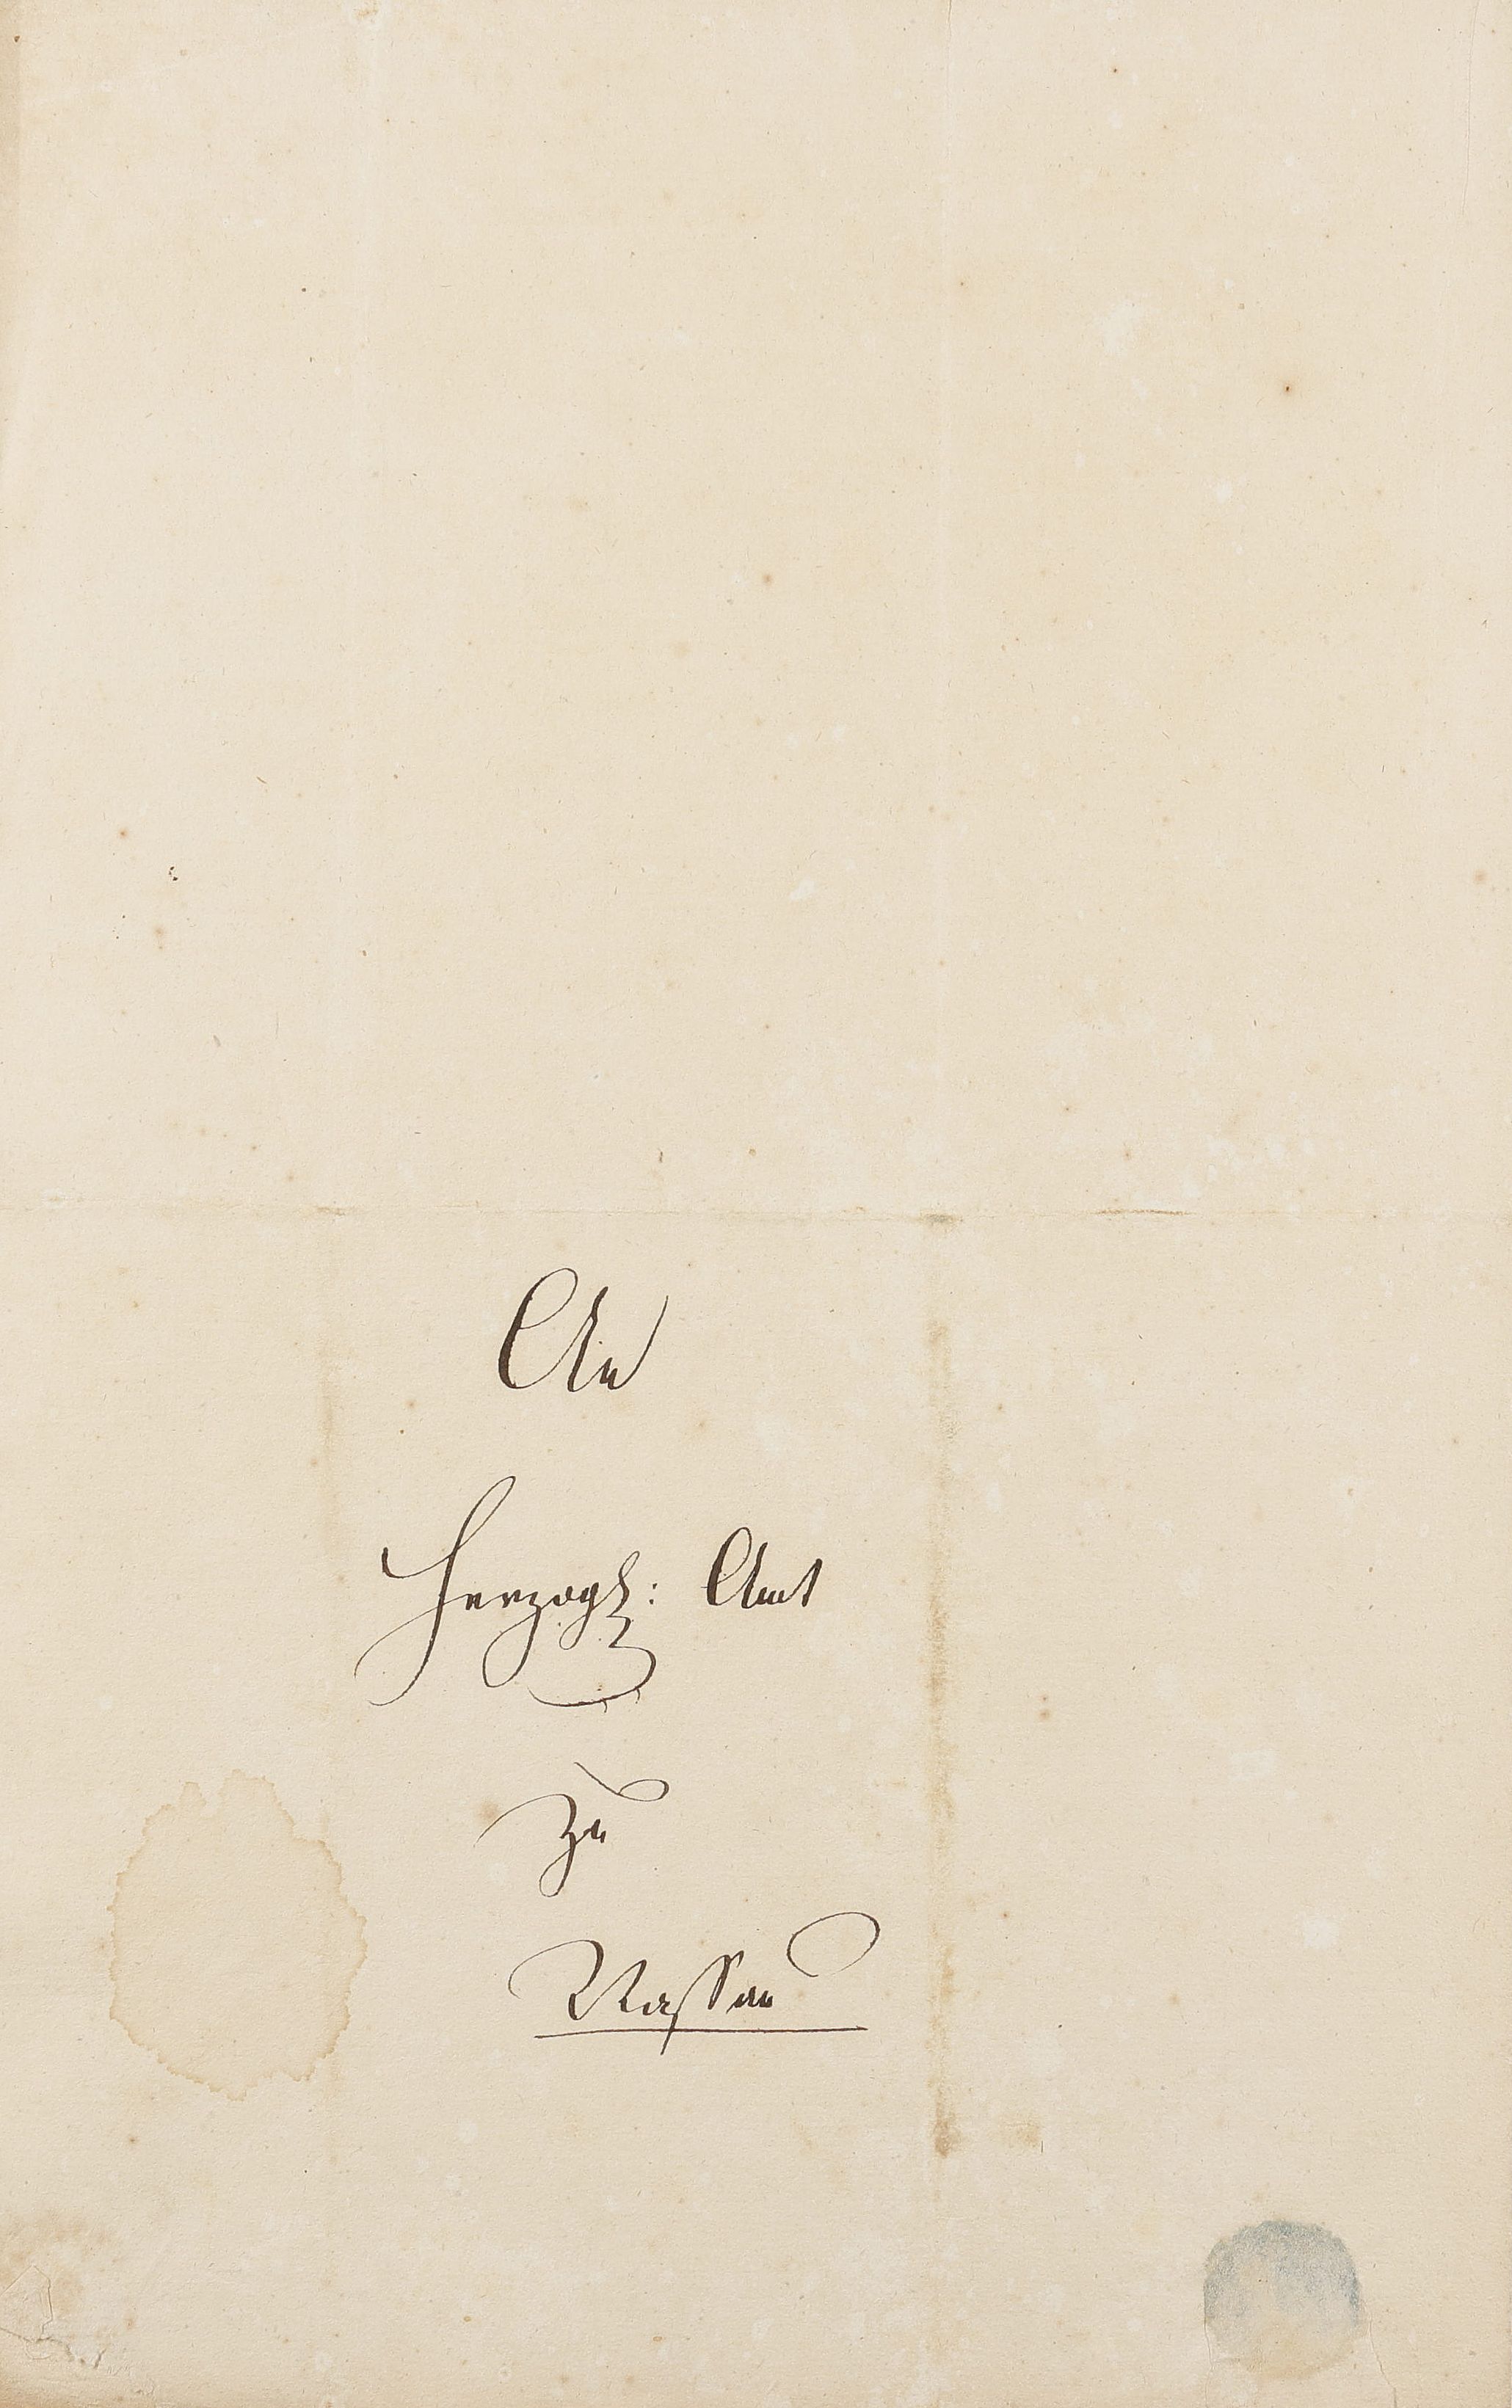 An
Herzogl: Amt
zu
Nassau